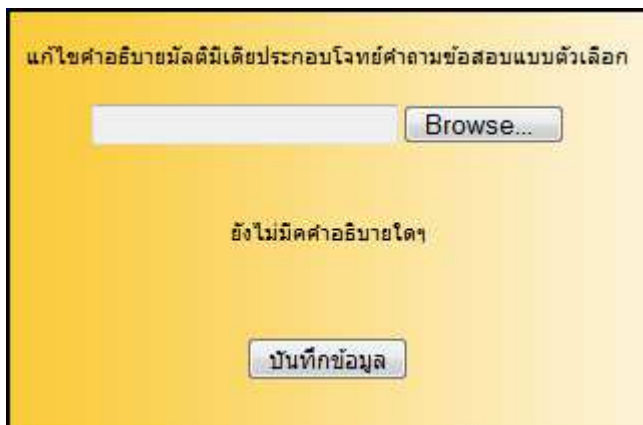 แก้ไขคำอธิบายมัลติมีเดียประกอบโจทย์คำถามข้อสอบแบบตัวเลือก
Browse...
ยังไม่มีคคำอธิบายใดๆ
บันทึกข้อมูล